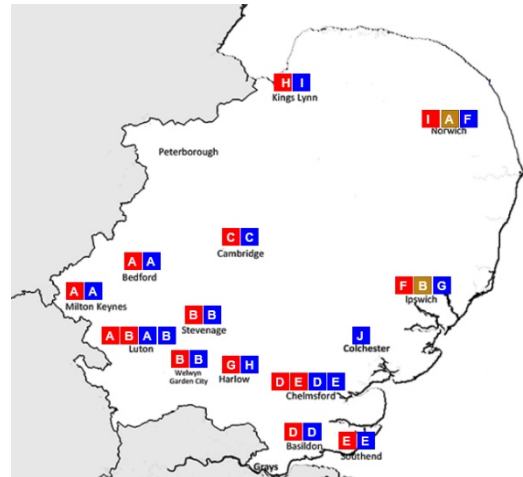 H I
Kings Lynn
I A F
Norwich
Peterborough
C C
Cambridge
A A
Bedford
A A
Milton Keynes
F B G
Ipswich
B B
Stevenage
A B A B
Luton
J
Colchester
B B
Welwyn
Garden City
G H
Harlow
D E D E
Chelmsford
D D
Basildon
E E
Southend
Grays